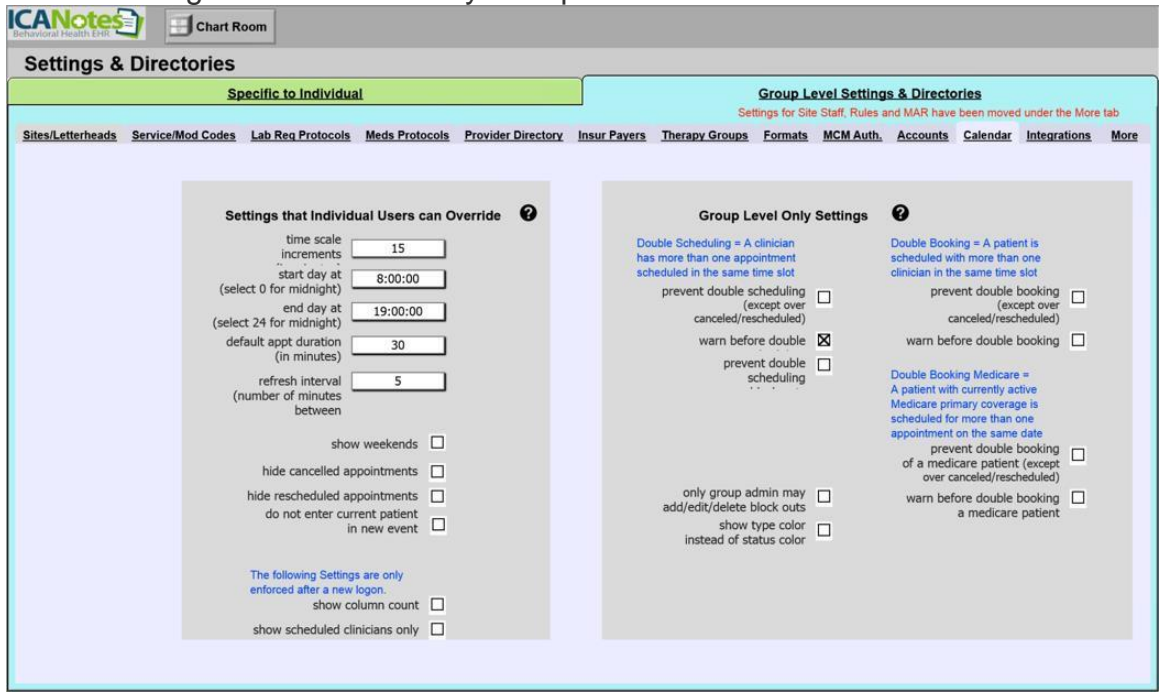 ICANotes
Behavioral Health EHR
Chart Room
Settings & Directories
Specific to Individual
Group Level Settings & Directories
Settings for Site Staff, Rules and MAR have been moved under the More tab
Sites/Letterheads Service/Mod Codes Lab Req Protocols Meds Protocols Provider Directory Insur Payers Therapy Groups Formats MCM Auth. Accounts Calendar Integrations More
Settings that Individual Users can Override ?
time scale
increments
15
start day at
(select 0 for midnight)
8:00:00
end day at
(select 24 for midnight)
19:00:00
default appt duration
(in minutes)
30
refresh interval
(number of minutes
between
5
show weekends
hide cancelled appointments
hide rescheduled appointments
do not enter current patient
in new event
The following Settings are only
enforced after a new logon.
show column count
show scheduled clinicians only
Group Level Only Settings ?
Double Scheduling = A clinician
has more than one appointment
scheduled in the same time slot
prevent double scheduling
(except over
canceled/rescheduled)
warn before double
prevent double
scheduling
only group admin may
add/edit/delete block outs
show type color
instead of status color
Double Booking = A patient is
scheduled with more than one
clinician in the same time slot
prevent double booking
(except over
canceled/rescheduled)
warn before double booking
Double Booking Medicare =
A patient with currently active
Medicare primary coverage is
scheduled for more than one
appointment on the same date
prevent double booking
of a medicare patient (except
over canceled/rescheduled)
warn before double booking
a medicare patient